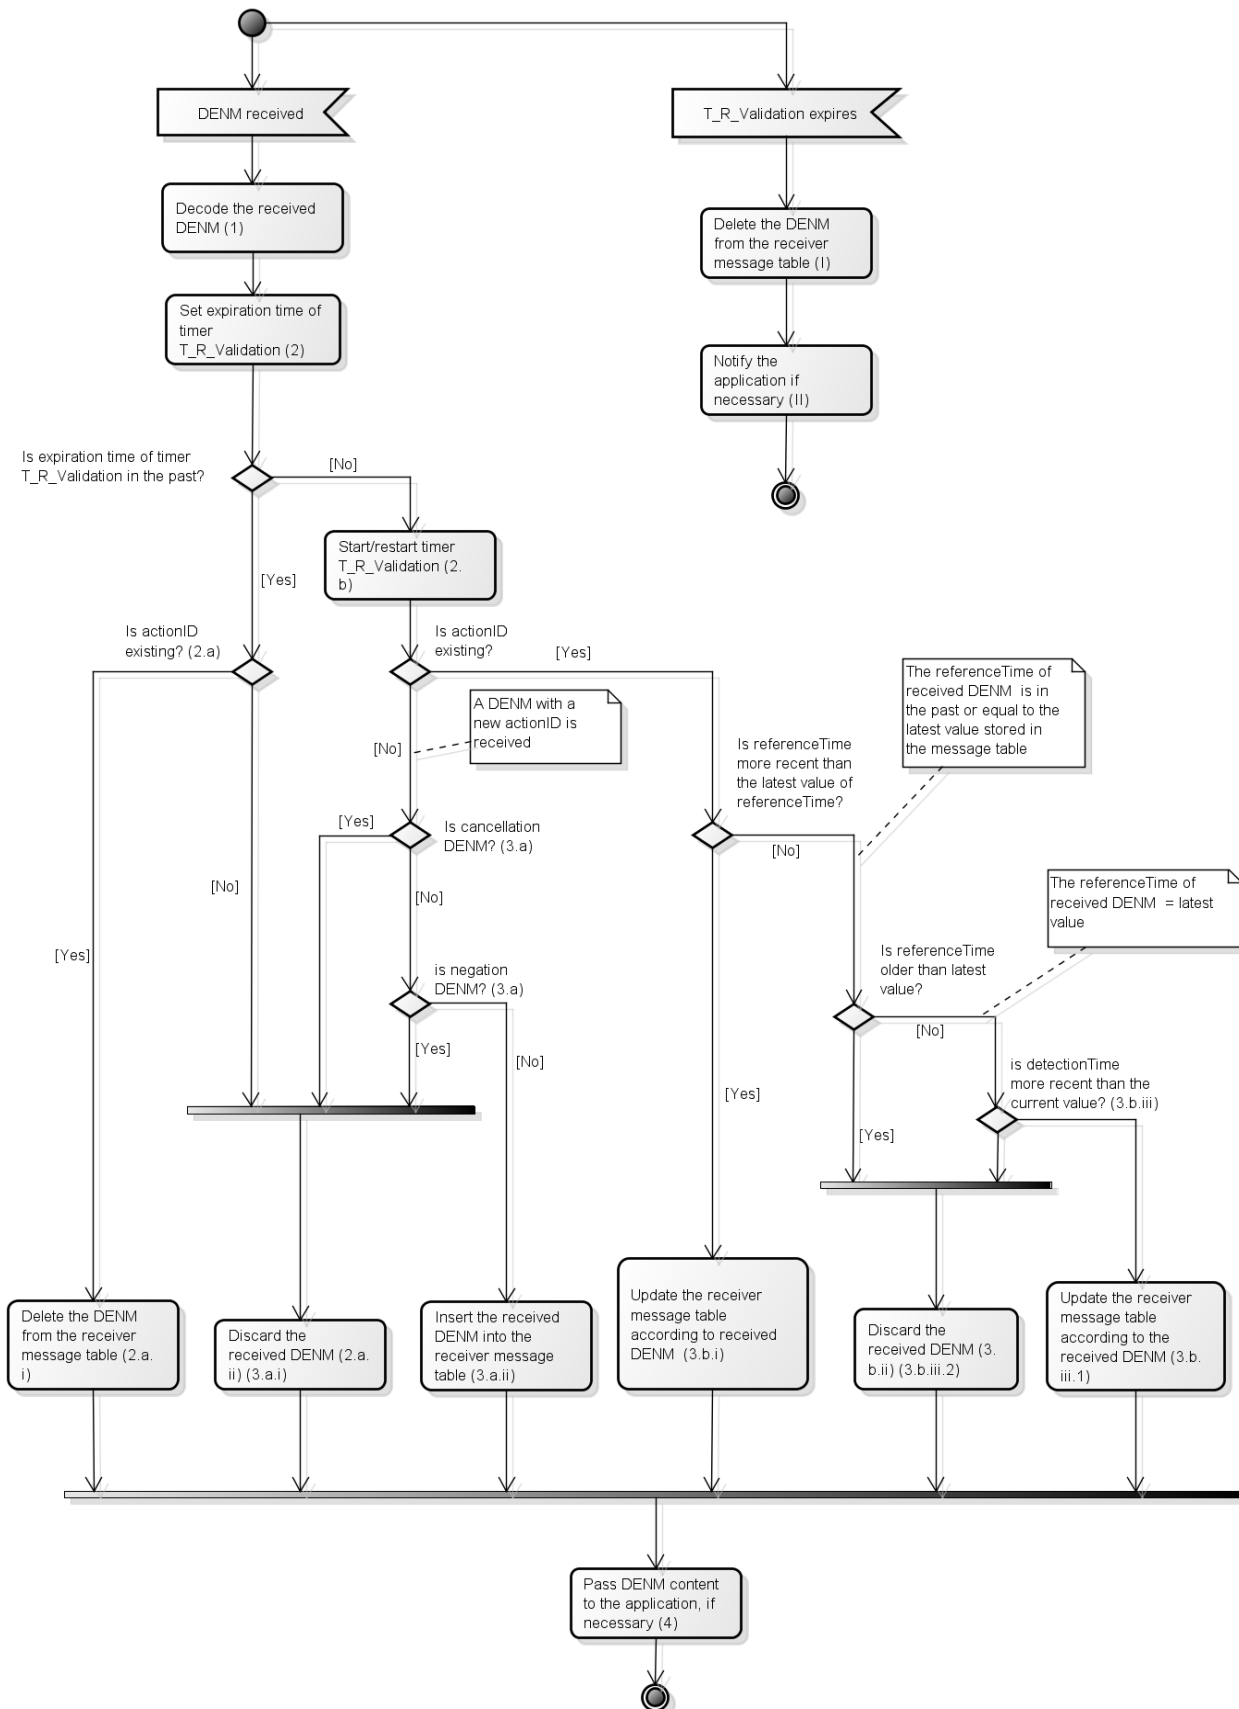 DENM received
T_R_Validation expires
Decode the received
DENM (1)
Delete the DENM
from the receiver
message table (I)
Set expiration time of
timer
T_R_Validation (2)
Notify the
application if
necessary (II)
Is expiration time of timer
T_R_Validation in the past?
[No]
Start/restart timer
T_R_Validation (2.
b)
[Yes]
Is actionID
existing? (2.a)
Is actionID
existing?
[Yes]
The referenceTime of
received DENM  is in
the past or equal to the
latest value stored in
the message table
A DENM with a
new actionID is
received
[No]
Is referenceTime
more recent than
the latest value of
referenceTime?
[Yes]
Is cancellation
DENM? (3.a)
[No]
[No]
[No]
The referenceTime of
received DENM  = latest
value
[Yes]
is negation
DENM? (3.a)
Is referenceTime
older than latest
value?
[No]
[Yes]
[No]
is detectionTime
more recent than the
current value? (3.b.iii)
[Yes]
[Yes]
Delete the DENM
from the receiver
message table (2.a.
i)
Discard the
received DENM (2.a.
ii) (3.a.i)
Insert the received
DENM into the
receiver message
table (3.a.ii)
Update the receiver
message table
according to received
DENM  (3.b.i)
Discard the
received DENM (3.
b.ii) (3.b.iii.2)
Update the receiver
message table
according to the
received DENM (3.b.
iii.1)
Pass DENM content
to the application, if
necessary (4)